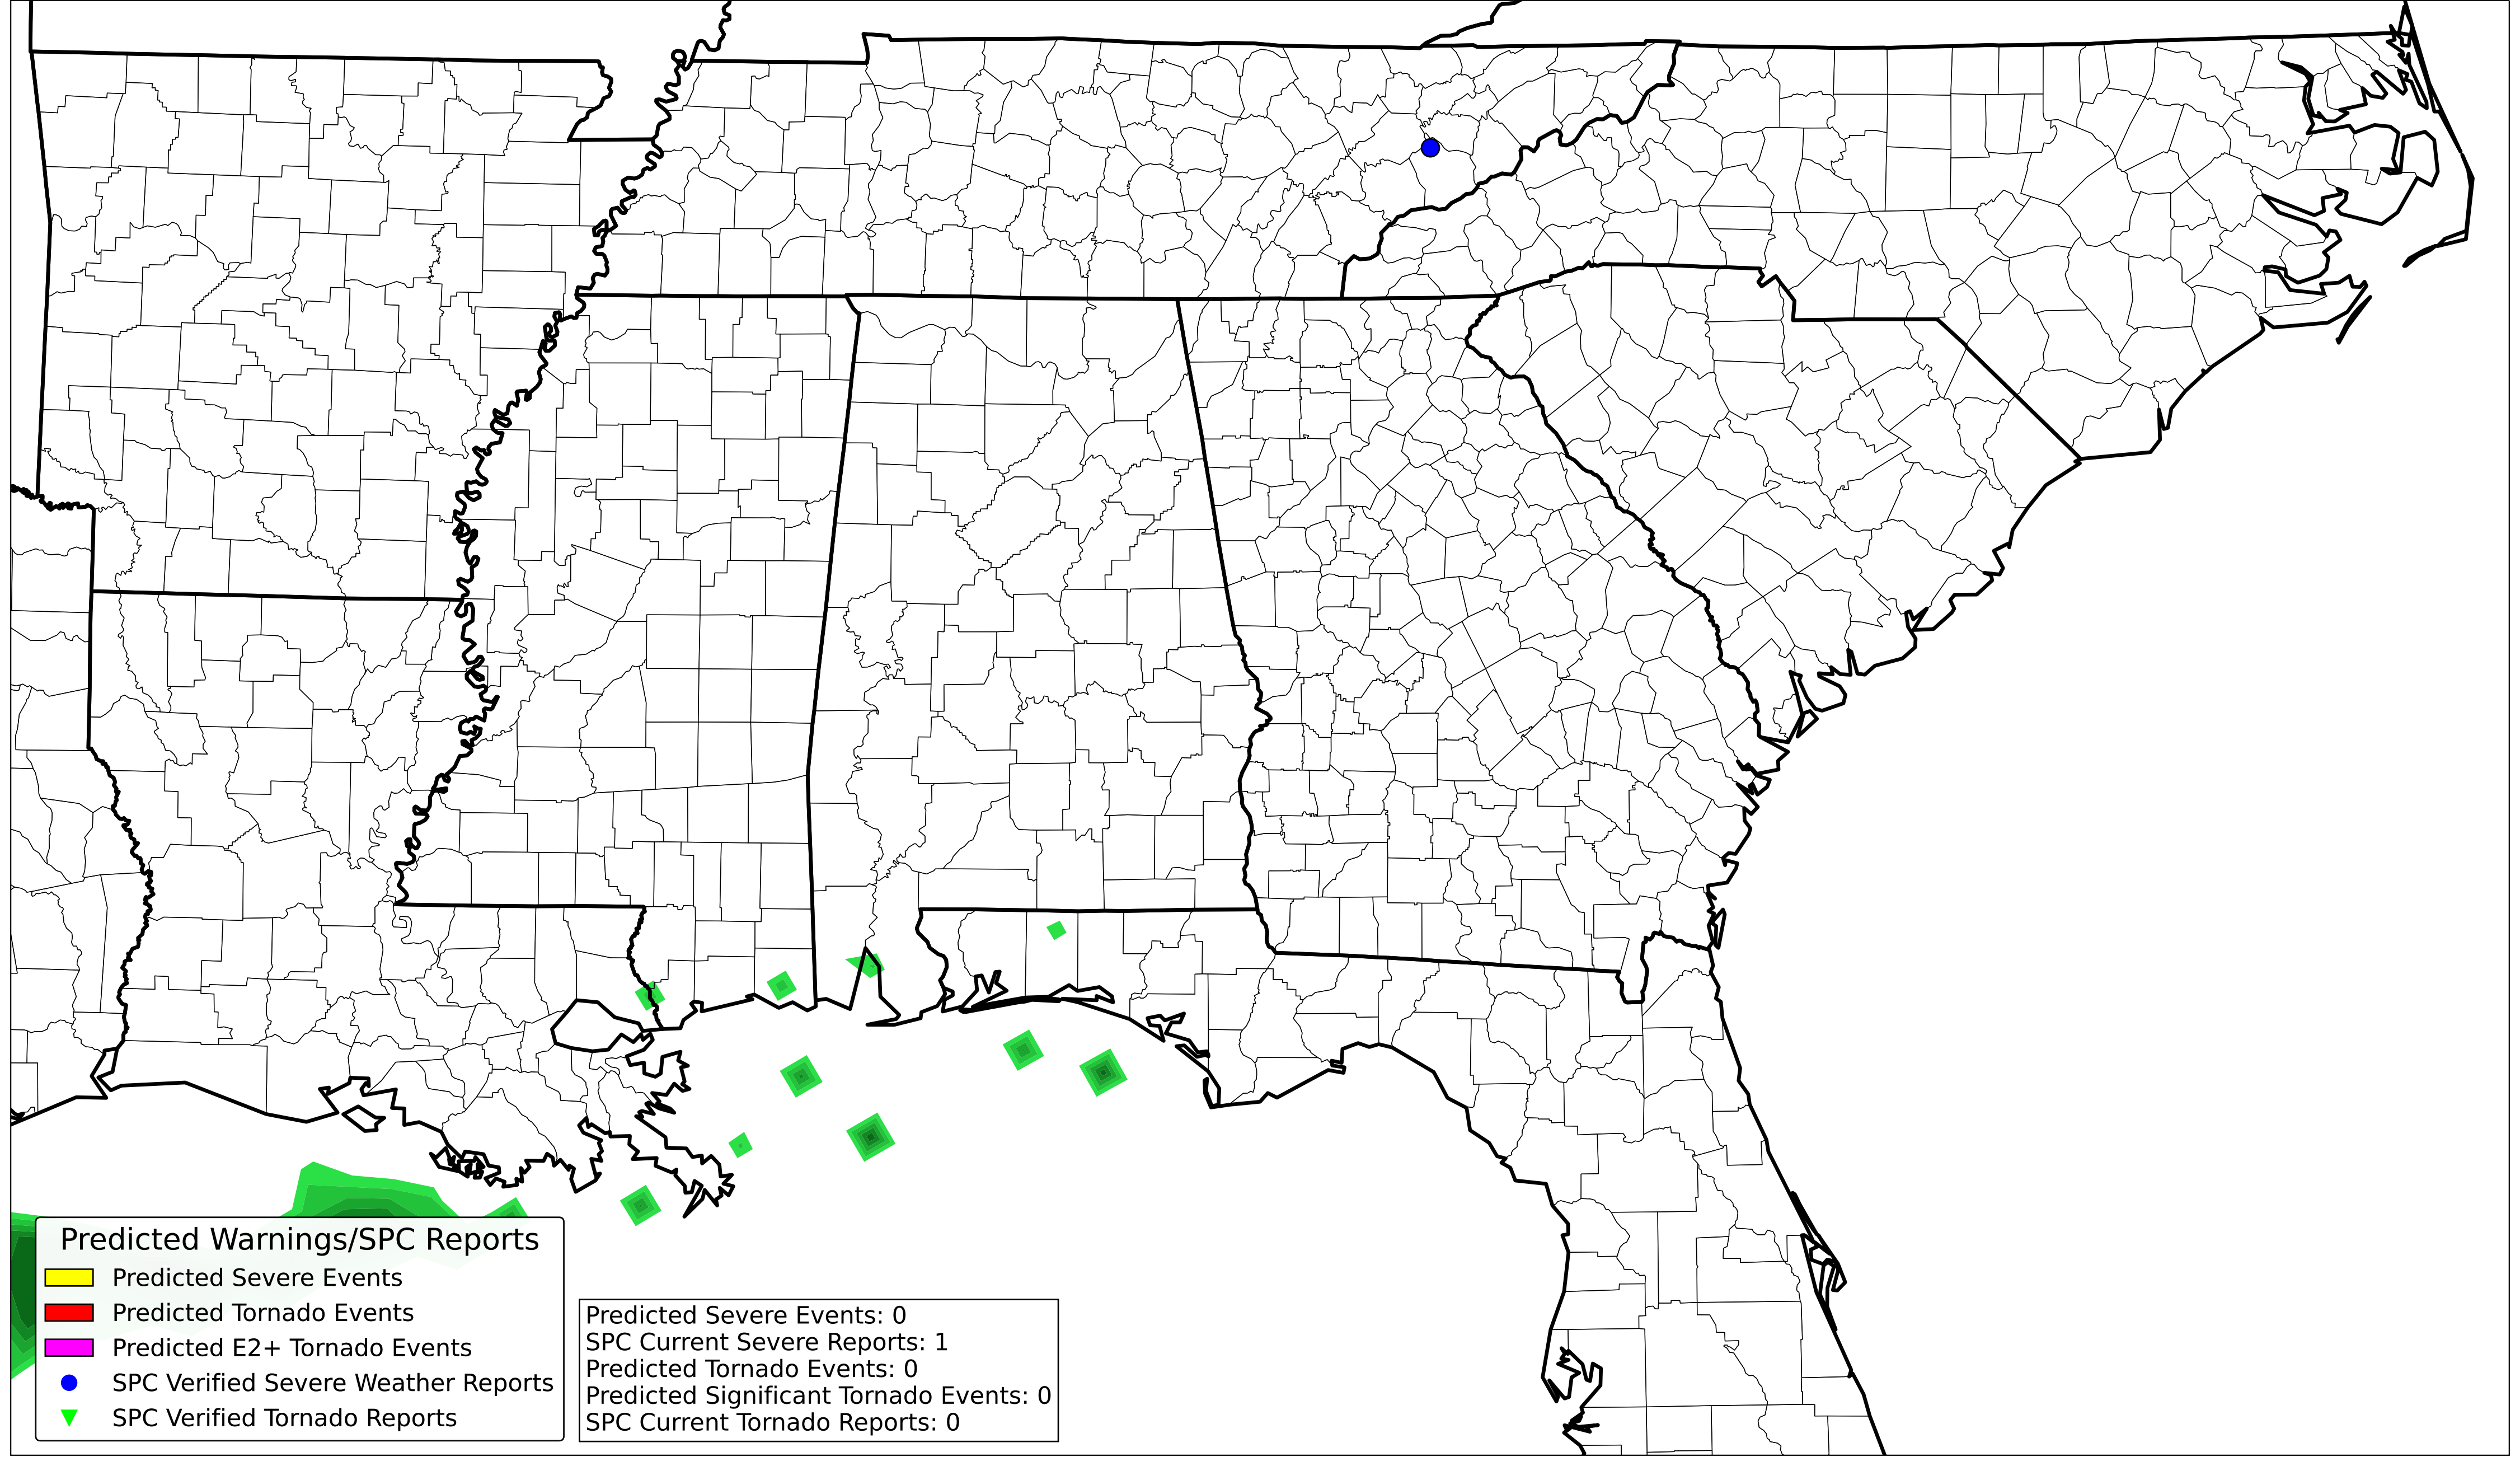 Predicted Warnings/SPC Reports
Predicted Severe Events
Predicted Tornado Events
Predicted E2+ Tornado Events
SPC Verified Severe Weather Reports
SPC Verified Tornado Reports
Predicted Severe Events: 0
SPC Current Severe Reports: 1
Predicted Tornado Events: 0
Predicted Significant Tornado Events: 0
SPC Current Tornado Reports: 0